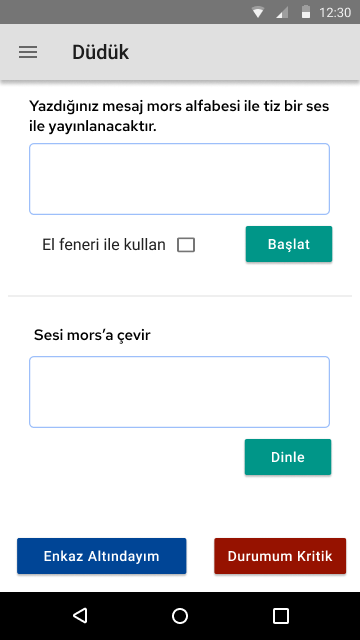 12:30
Düdük
Yazdığınız mesaj mors alfabesi ile tiz bir ses
ile yayınlanacaktır.
El feneri ile kullan
Başlat
Sesi mors’a çevir
Dinle
Enkaz Altındayım
Durumum Kritik